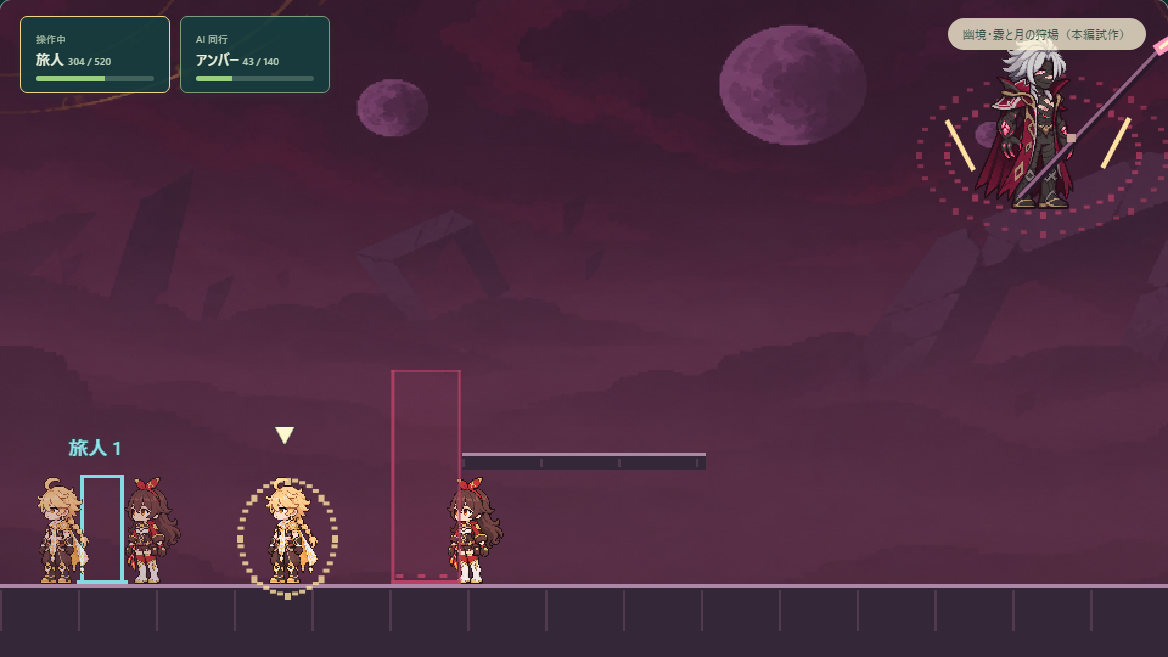 操作中
旅人 304 / 520
AI 同行
アンバー 43 / 140
幽境·霧と月の狩場（本編試作）
旅人 1